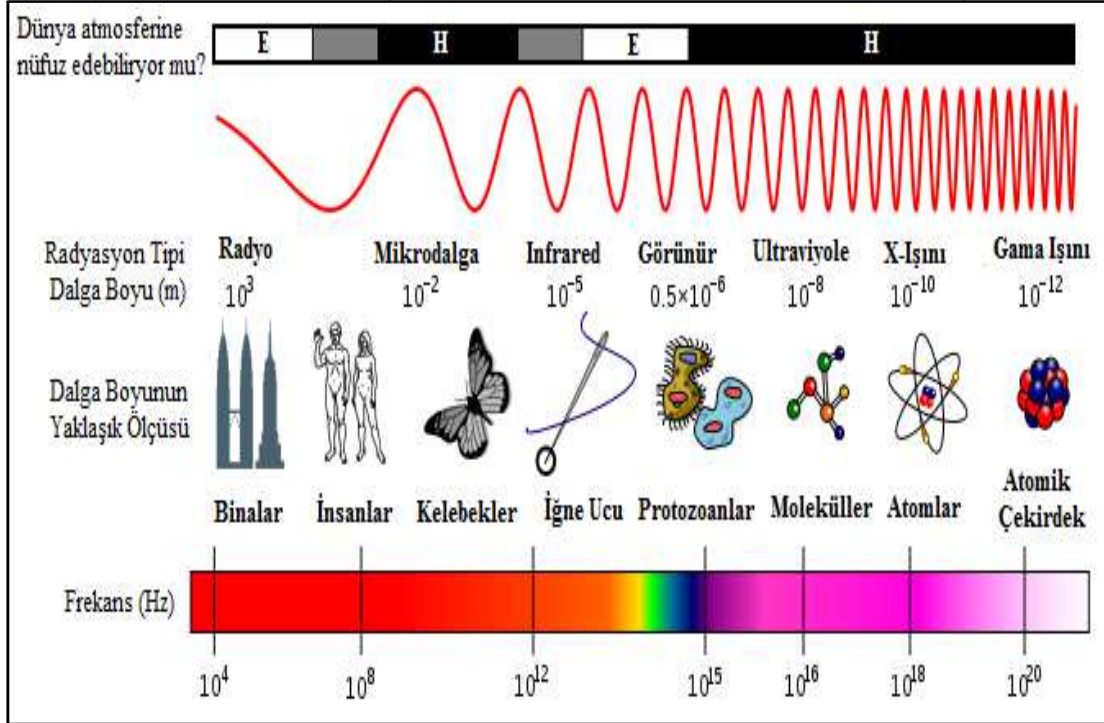 Dünya atmosferine
nüfuz edebiliryor mu?
E H E H
Radyasyon Tipi Radyo Mikrodalga Infrared Görünür Ultraviyole X-Işını Gama Işını
Dalga Boyu (m) 10³ 10⁻² 10⁻⁵ 0.5×10⁻⁶ 10⁻⁸ 10⁻¹⁰ 10⁻¹²
Dalga Boyunun
Yaklaşık Ölçüsü
Binalar İnsanlar Kelebekler İğne Ucu Protozoanlar Moleküller Atomlar Atomik
Çekirdek
Frekans (Hz)
10⁴ 10⁸ 10¹² 10¹⁵ 10¹⁶ 10¹⁸ 10²⁰